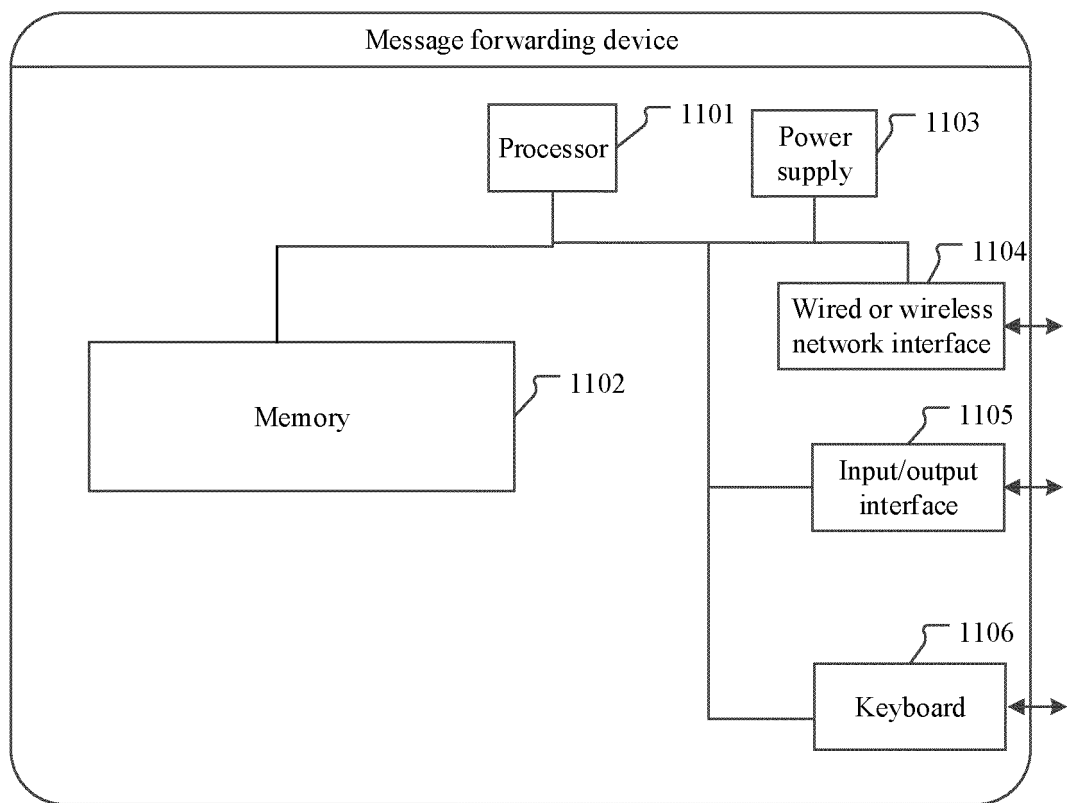 Message forwarding device
1101
Processor
1103
Power
supply
1104
Wired or wireless
network interface
1102
Memory
1105
Input/output
interface
1106
Keyboard